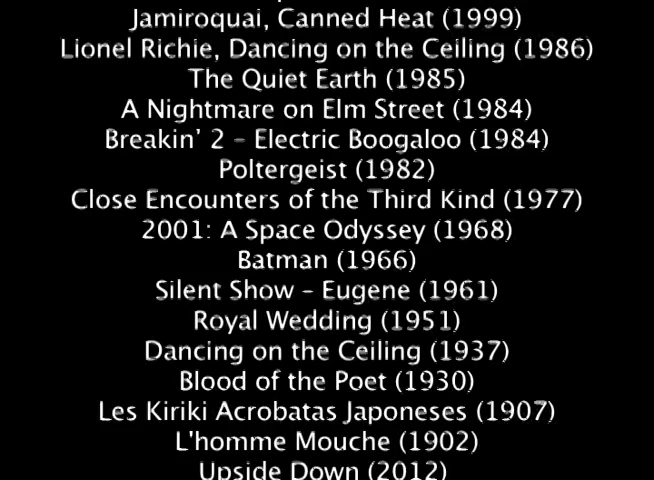 Jamiroquai, Canned Heat (1999)
Lionel Richie, Dancing on the Ceiling (1986)
The Quiet Earth (1985)
A Nightmare on Elm Street (1984)
Breakin' 2 – Electric Boogaloo (1984)
Poltergeist (1982)
Close Encounters of the Third Kind (1977)
2001: A Space Odyssey (1968)
Batman (1966)
Silent Show – Eugene (1961)
Royal Wedding (1951)
Dancing on the Ceiling (1937)
Blood of the Poet (1930)
Les Kiriki Acrobatas Japoneses (1907)
L'homme Mouche (1902)
Upside Down (2012)